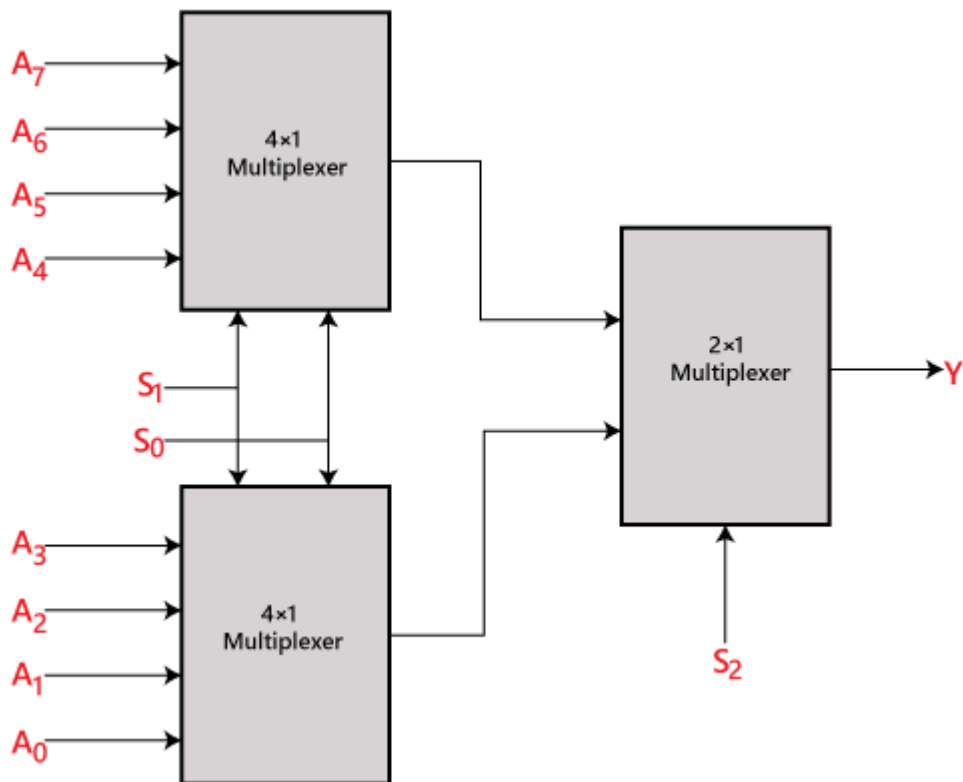 A₇
A₆
A₅
A₄
4×1
Multiplexer
S₁
S₀
A₃
A₂
A₁
A₀
4×1
Multiplexer
2×1
Multiplexer
S₂
Y